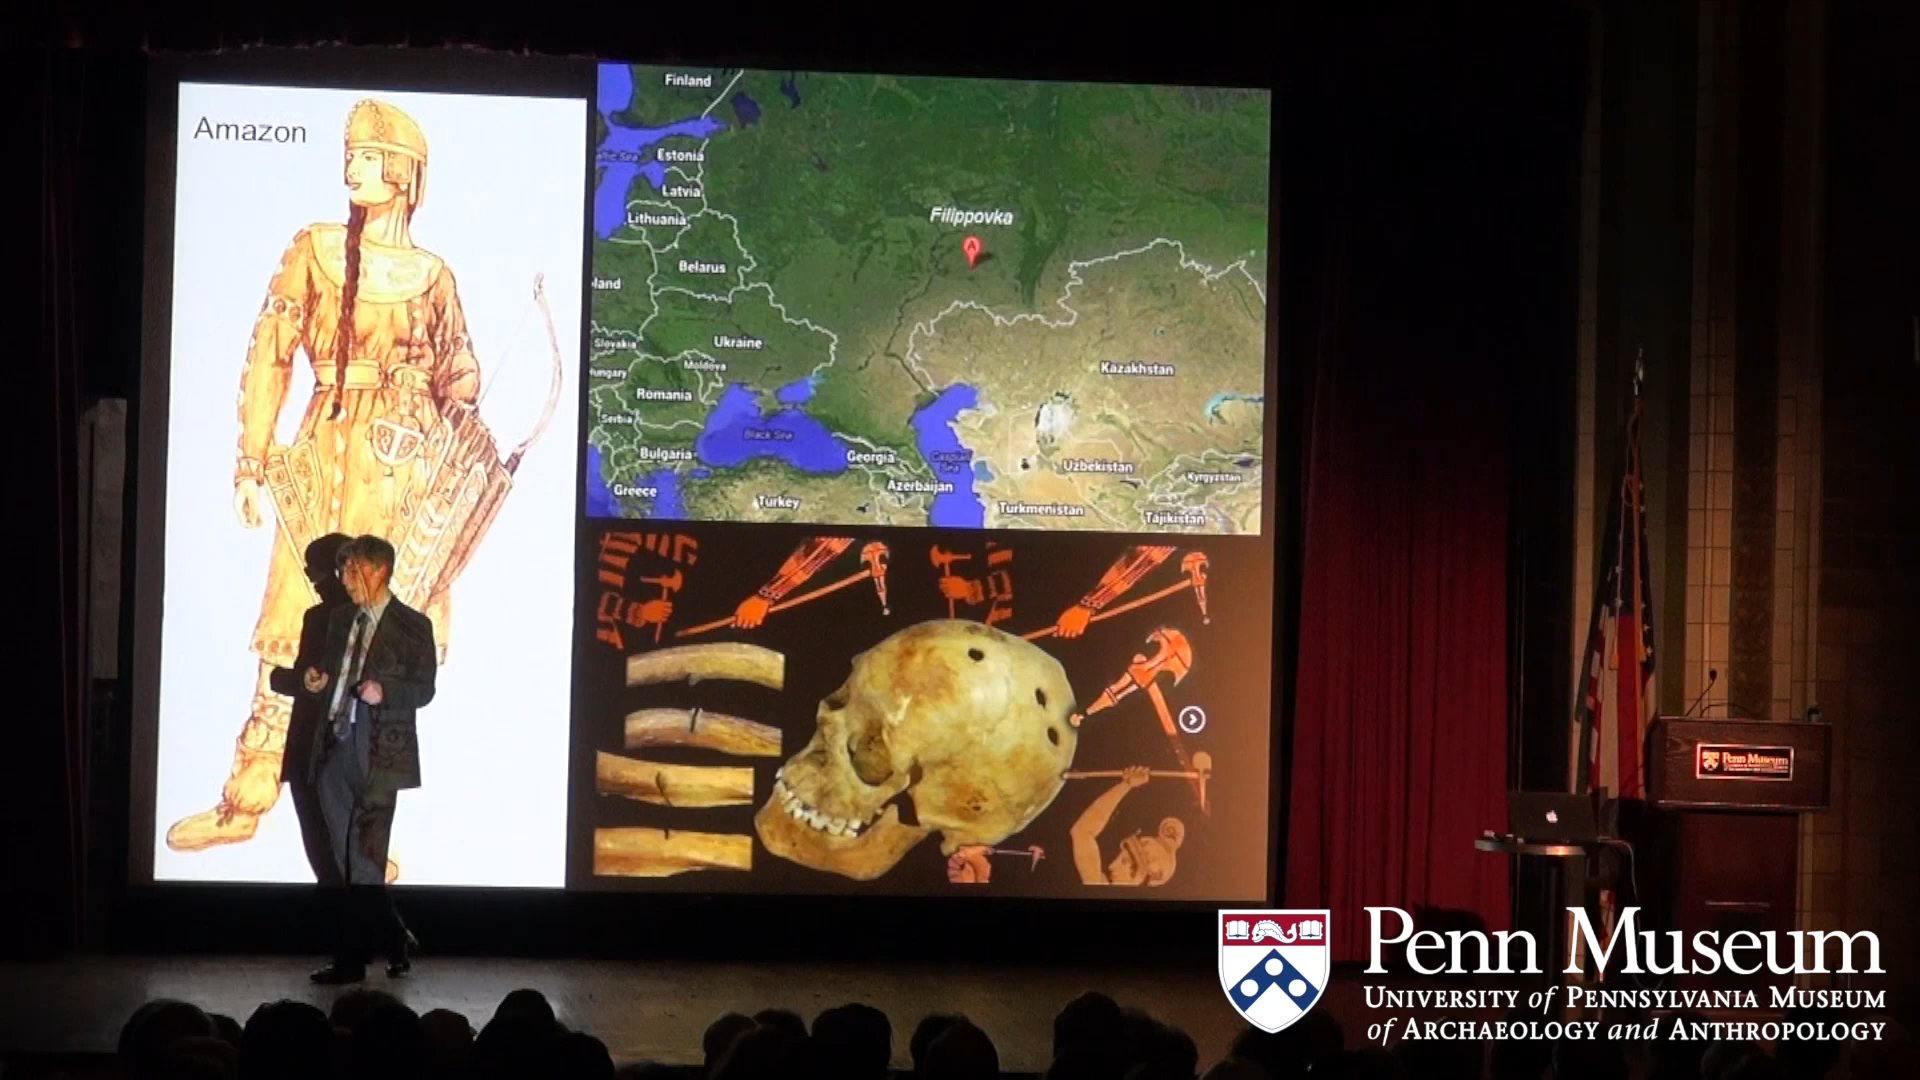 Amazon
Finland
Estonia
Latvia
Lithuania
Belarus
land
Slovakia
Hungary
Ukraine
Moldova
Romania
Serbia
Bulgaria
Greece
Black Sea
Turkey
Georgia
Azerbaijan
Caspian
Sea
Filippovka
A
Kazakhstan
Uzbekistan
Turkmenistan
Kyrgyzstan
Tajikistan
Penn Museum
Penn Museum
University of Pennsylvania Museum
of Archaeology and Anthropology